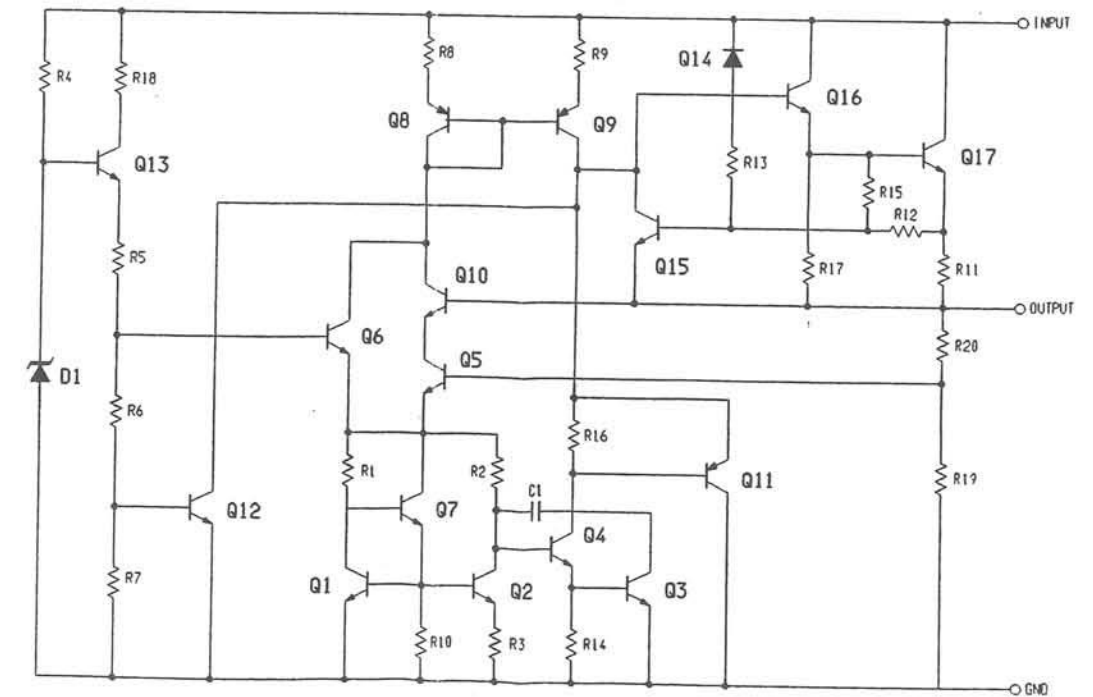 INPUT
R4
R18
R8
R9
Q14
Q16
Q8
Q9
Q13
Q17
R13
R15
R12
R5
Q15
R17
R11
Q10
OUTPUT
Q6
Q5
R20
D1
R6
R16
R1
R2
Q11
R19
C1
Q12
Q7
Q4
R7
Q1
Q2
Q3
R10
R3
R14
GND